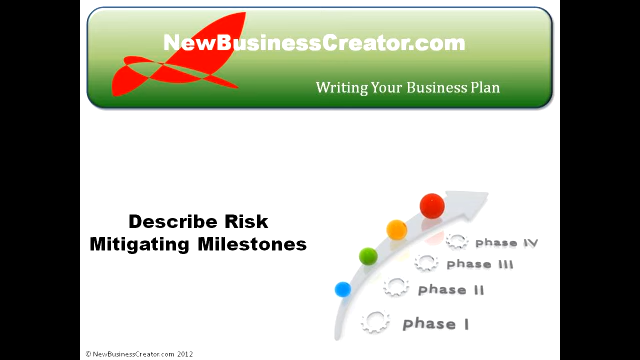 NewBusinessCreator.com
Writing Your Business Plan
Describe Risk
Mitigating Milestones
phase IV
phase III
phase II
phase I
© NewBusinessCreator.com 2012